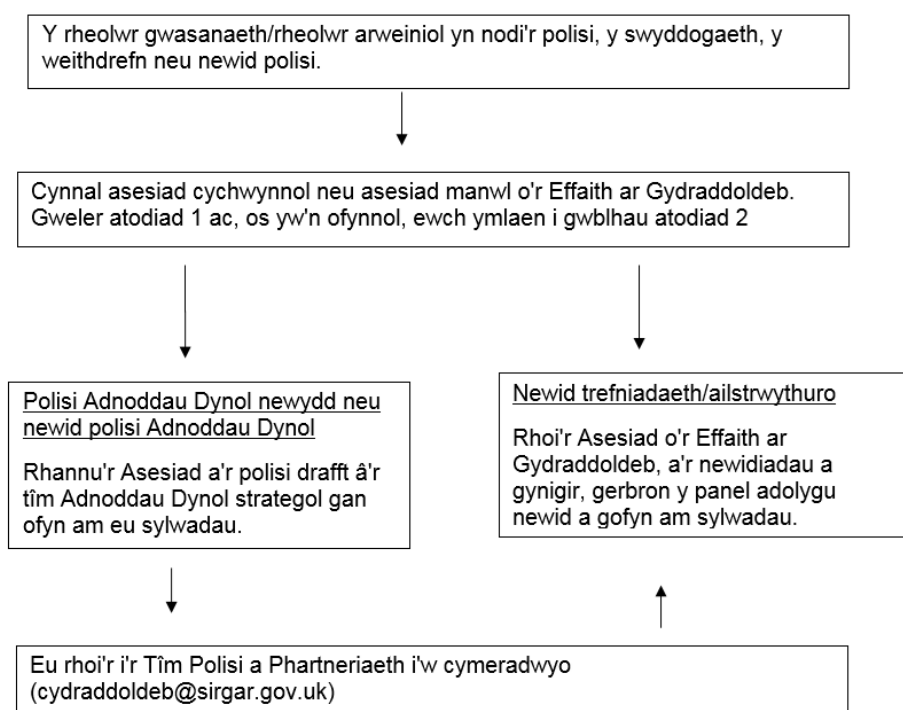 Y rheolwr gwasanaeth/rheolwr arweiniol yn nodi'r polisi, y swyddogaeth, y
weithdrefn neu newid polisi.
Cynnal asesiad cychwynnol neu asesiad manwl o'r Effaith ar Gydraddoldeb.
Gweler atodiad 1 ac, os yw'n ofynnol, ewch ymlaen i gwblhau atodiad 2
Polisi Adnoddau Dynol newydd neu
newid polisi Adnoddau Dynol
Rhannu'r Asesiad a'r polisi drafft â'r
tîm Adnoddau Dynol strategol gan
ofyn am eu sylwadau.
Newid trefniadaeth/ailstrwythuro
Rhoi'r Asesiad o'r Effaith ar
Gydraddoldeb, a'r newidiadau a
gynigir, gerbron y panel adolygu
newid a gofyn am sylwadau.
Eu rhoi'r i'r Tîm Polisi a Phartneriaeth i'w cymeradwyo
(cydraddoldeb@sirgar.gov.uk)